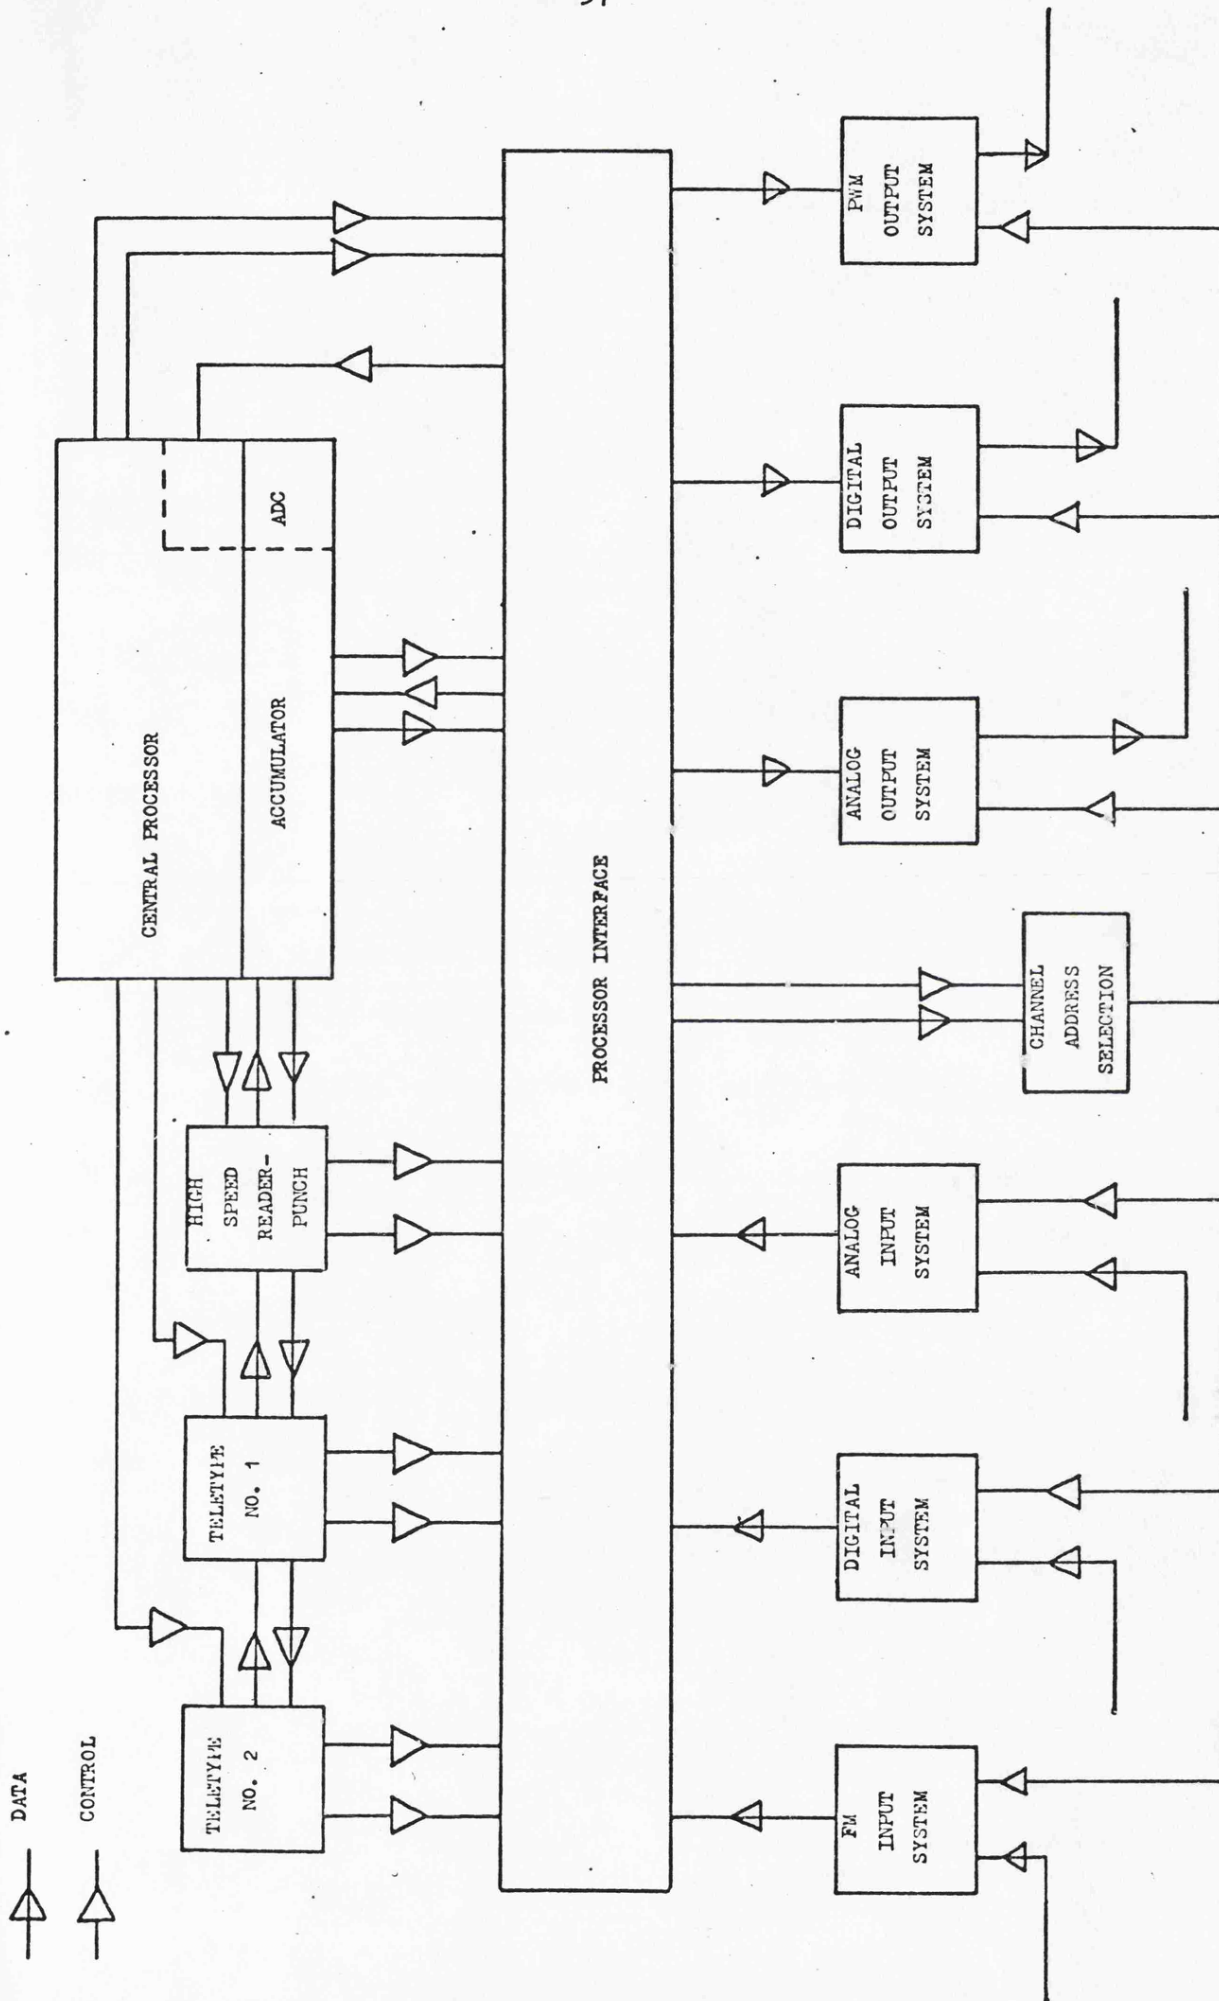 DATA
CONTROL
CENTRAL PROCESSOR
ACCUMULATOR
ADC
HIGH
SPEED
READER-
PUNCH
TELETYPE
NO. 1
TELETYPE
NO. 2
PROCESSOR INTERFACE
FM
INPUT
SYSTEM
DIGITAL
INPUT
SYSTEM
ANALOG
INPUT
SYSTEM
CHANNEL
ADDRESS
SELECTION
ANALOG
OUTPUT
SYSTEM
DIGITAL
OUTPUT
SYSTEM
PWM
OUTPUT
SYSTEM